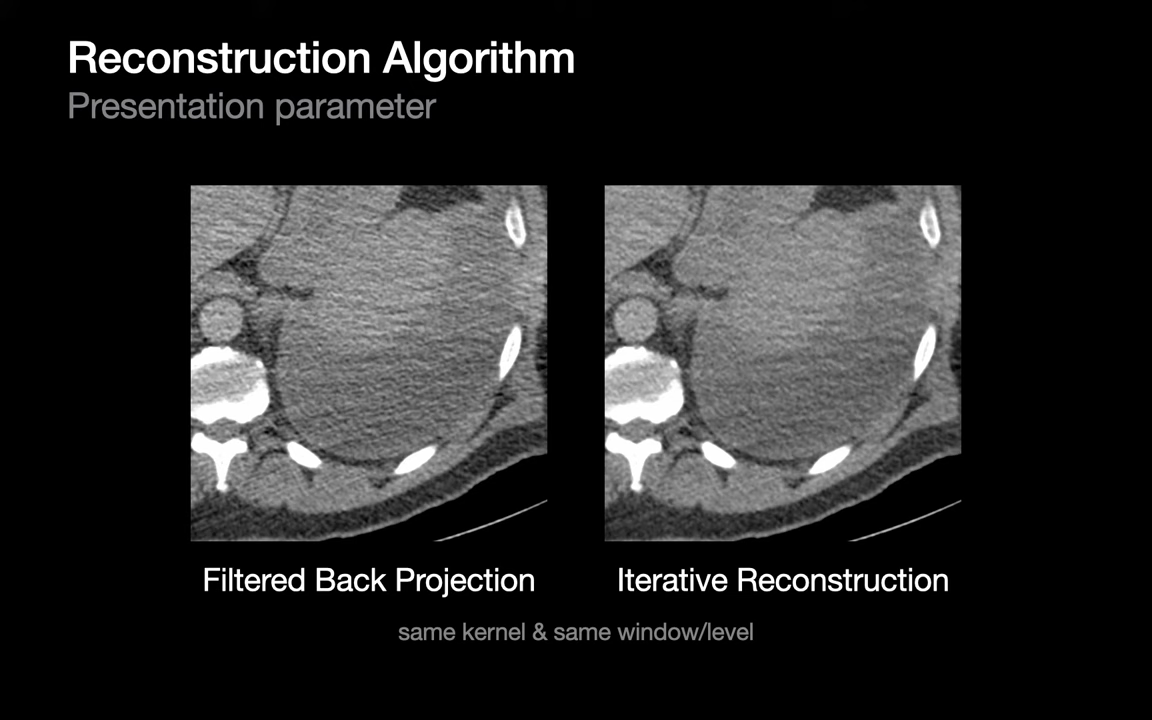 Reconstruction Algorithm
Presentation parameter
Filtered Back Projection
Iterative Reconstruction
same kernel & same window/level